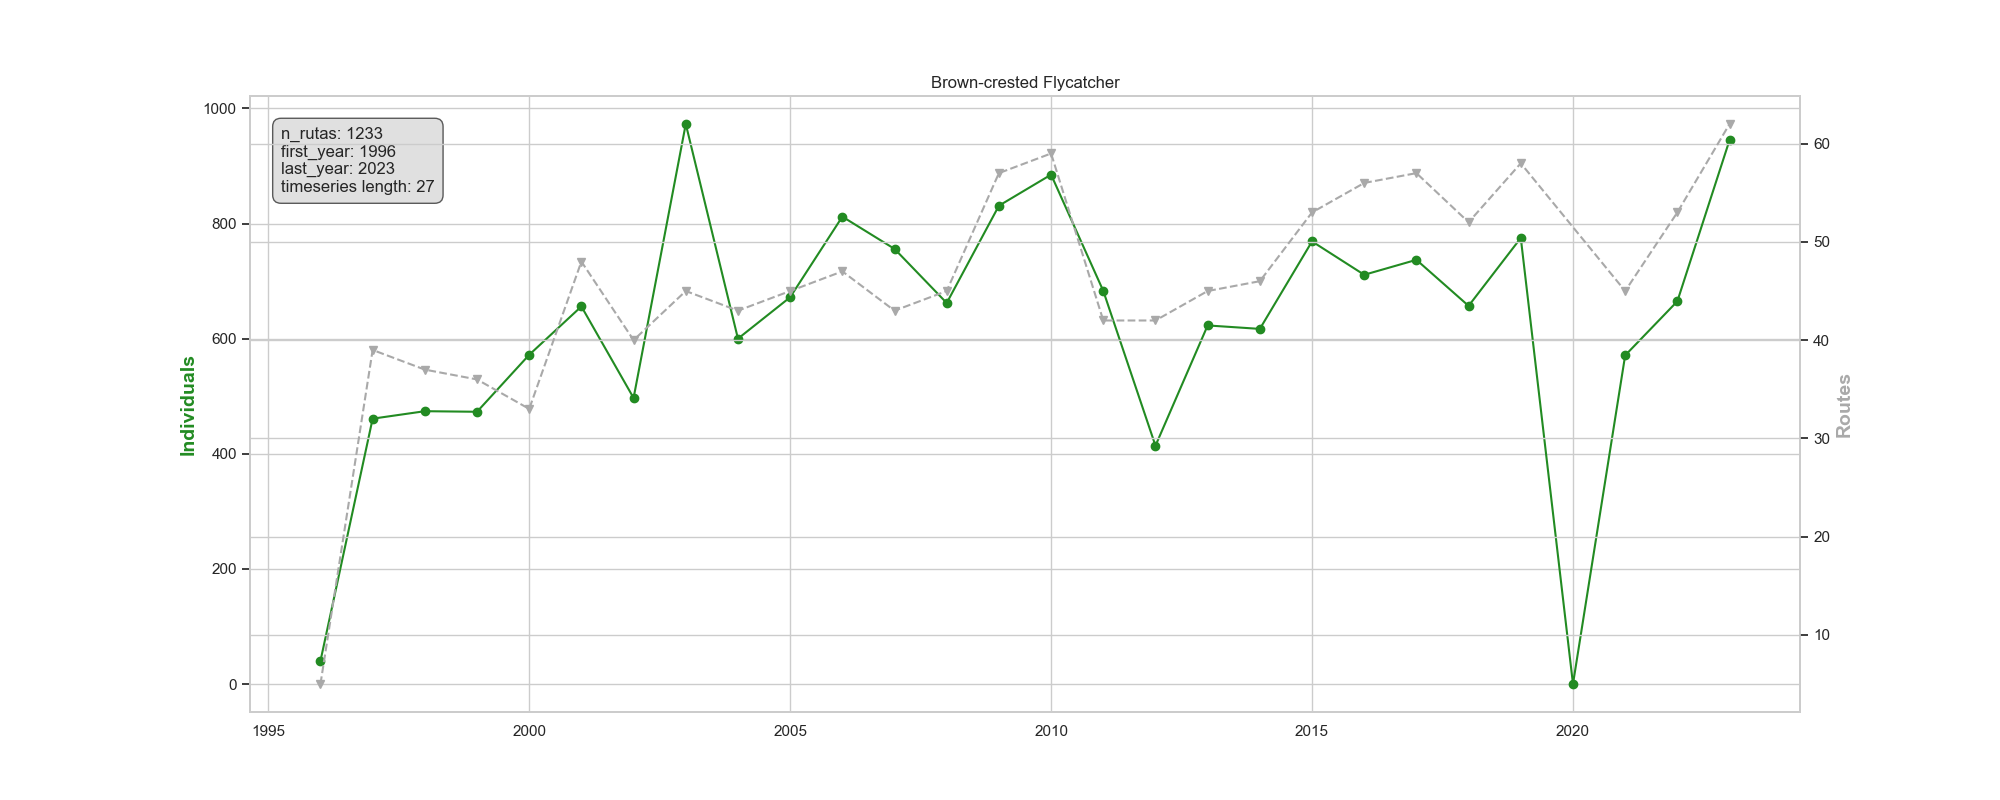 Brown-crested Flycatcher
n_rutas: 1233
first_year: 1996
last_year: 2023
timeseries length: 27
1000
800
600
400
200
0
Individuals
60
50
40
30
20
10
Routes
1995
2000
2005
2010
2015
2020